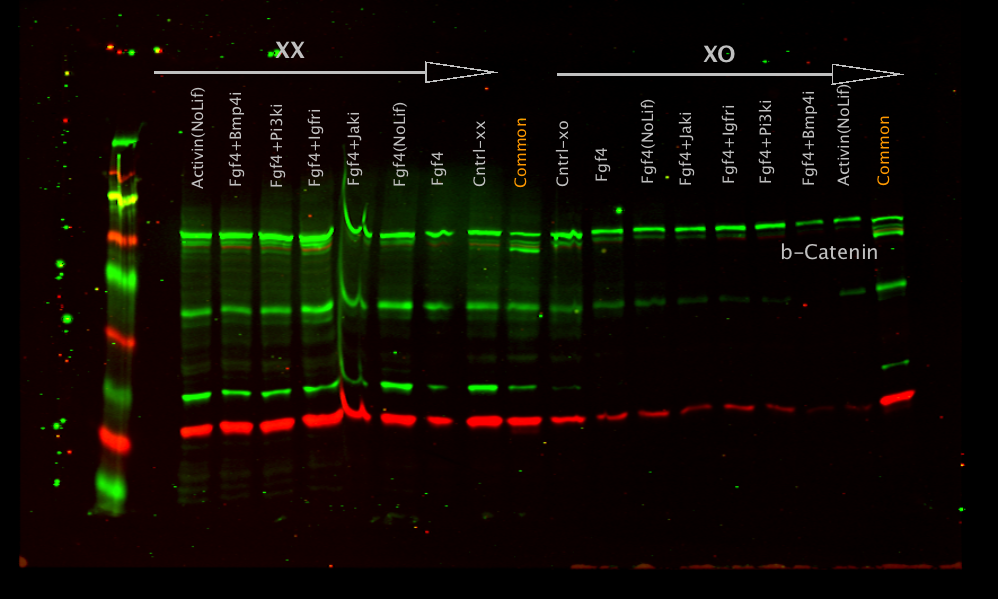 XX
XO
Activin(NoLif)
Fgf4+Bmp4i
Fgf4+Pi3ki
Fgf4+Igfri
Fgf4+Jaki
Fgf4(NoLif)
Fgf4
Cntrl-xx
Common
Cntrl-xo
Fgf4
Fgf4(NoLif)
Fgf4+Jaki
Fgf4+Igfri
Fgf4+Pi3ki
Fgf4+Bmp4i
Activin(NoLif)
Common
b-Catenin